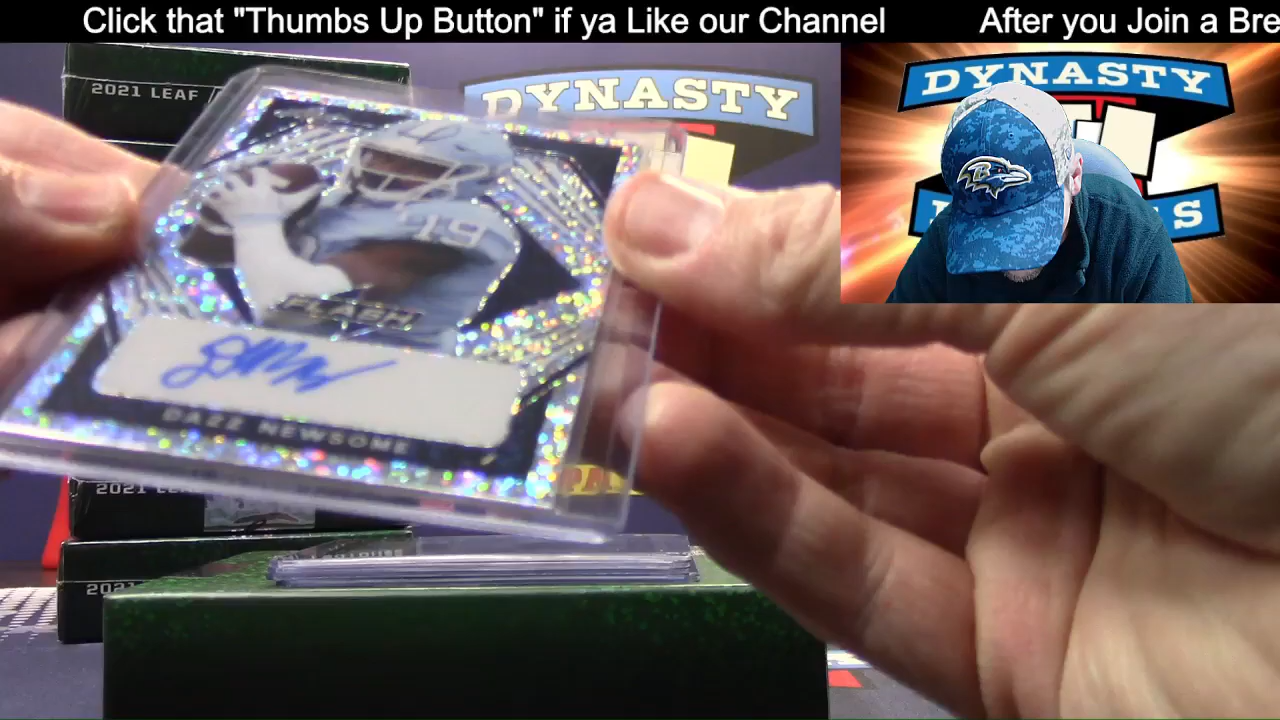 Click that "Thumbs Up Button" if ya Like our Channel After you Join a Bre
2021 LEAF
DYNASTY
DYNASTY
S
19
FLASH
DAZZ NEWSOME
2021 LE